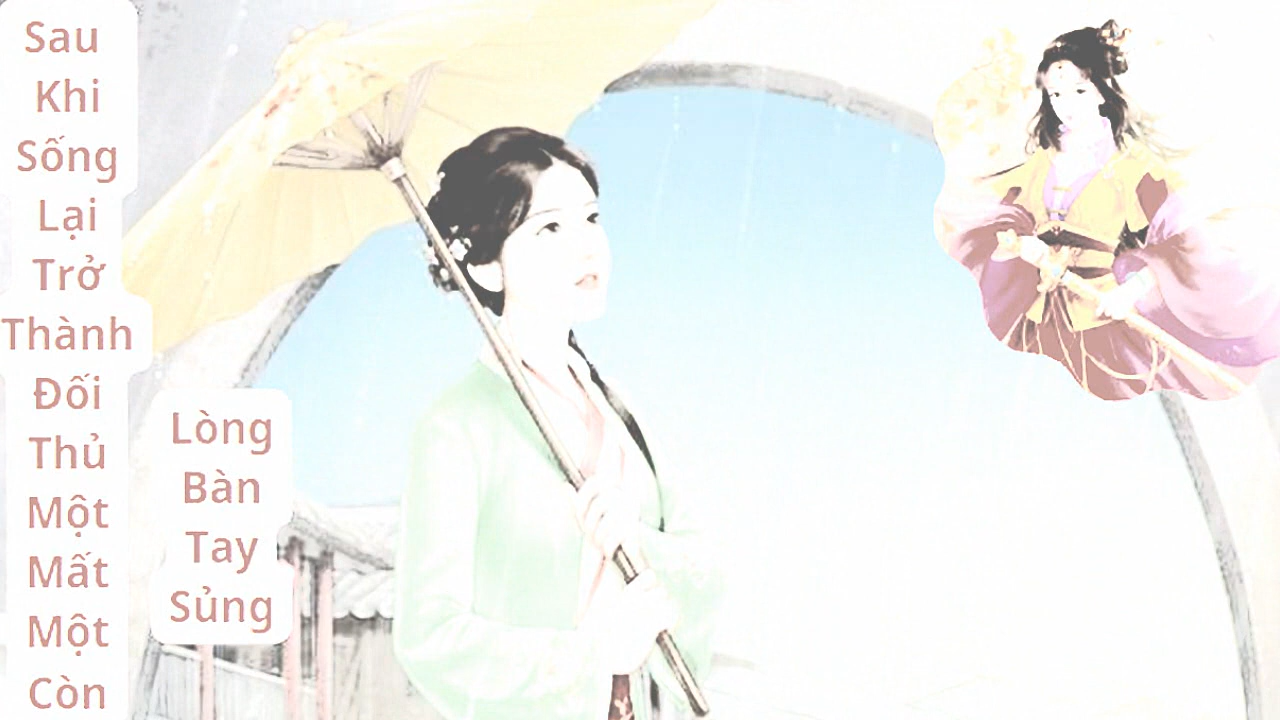 Sau
Khi
Sống
Lại
Trở
Thành
Đối
Thủ
Một
Mất
Một
Còn
Lòng
Bàn
Tay
Sủng